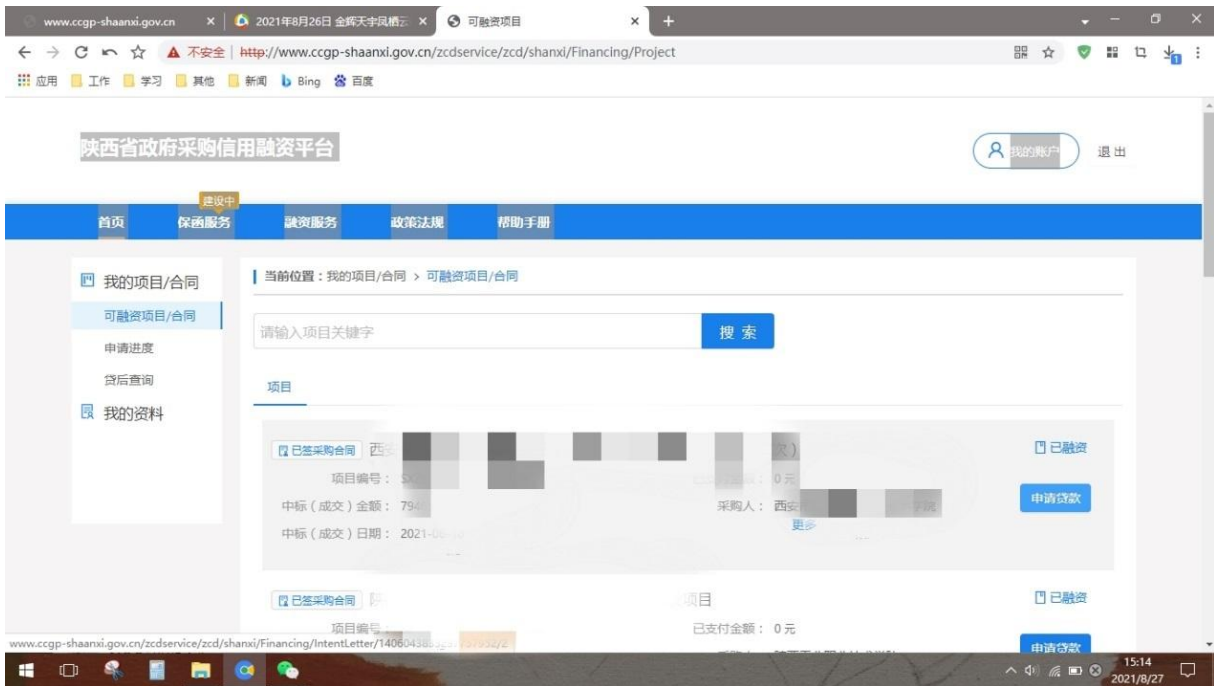 www.ccgp-shaanxi.gov.cn
2021年8月26日 金辉天宇凤栖云
可融资项目
不安全 http://www.ccgp-shaanxi.gov.cn/zcdservice/zcd/shanxi/Financing/Project
应用 工作 学习 其他 新闻 Bing 百度
陕西省政府采购信用融资平台
我的账户 退出
建设中
首页 保函服务 融资服务 政策法规 帮助手册
我的项目/合同
可融资项目/合同
申请进度
贷后查询
我的资料
当前位置：我的项目/合同 > 可融资项目/合同
请输入项目关键字 搜索
项目
已签采购合同 西 次） 已融资
项目编号： 0 元
中标（成交）金额： 794 采购人： 西安 学院 申请贷款
更多
中标（成交）日期： 2021-
已签采购合同 项目 已融资
项目编号： 已支付金额： 0 元
申请贷款
www.ccgp-shaanxi.gov.cn/zcdservice/zcd/shanxi/Financing/IntentLetter/
1
15:14
2021/8/27